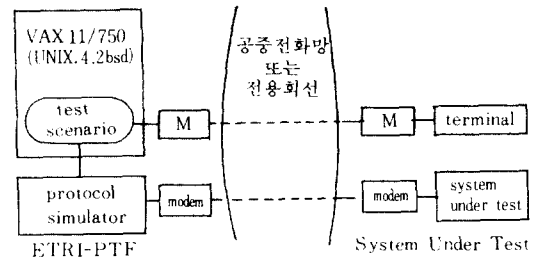 VAX 11/750
(UNIX.4.2bsd)
공중전화망
또는
전용회선
test
scenario
M
M
terminal
protocol
simulator
modem
modem
system
under test
ETRI-PTF
System Under Test